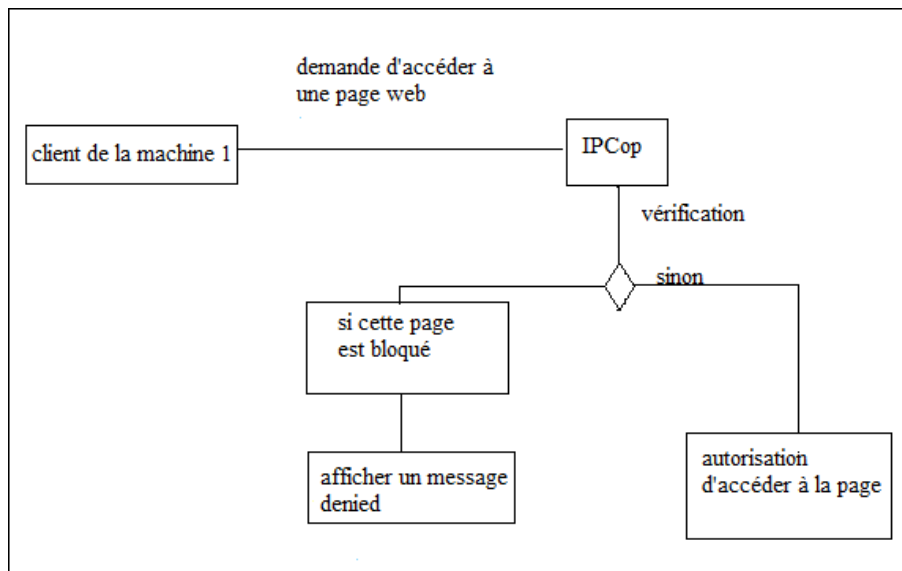 demande d'accéder à
une page web
client de la machine 1
IPCop
vérification
sinon
si cette page
est bloqué
afficher un message
denied
autorisation
d'accéder à la page